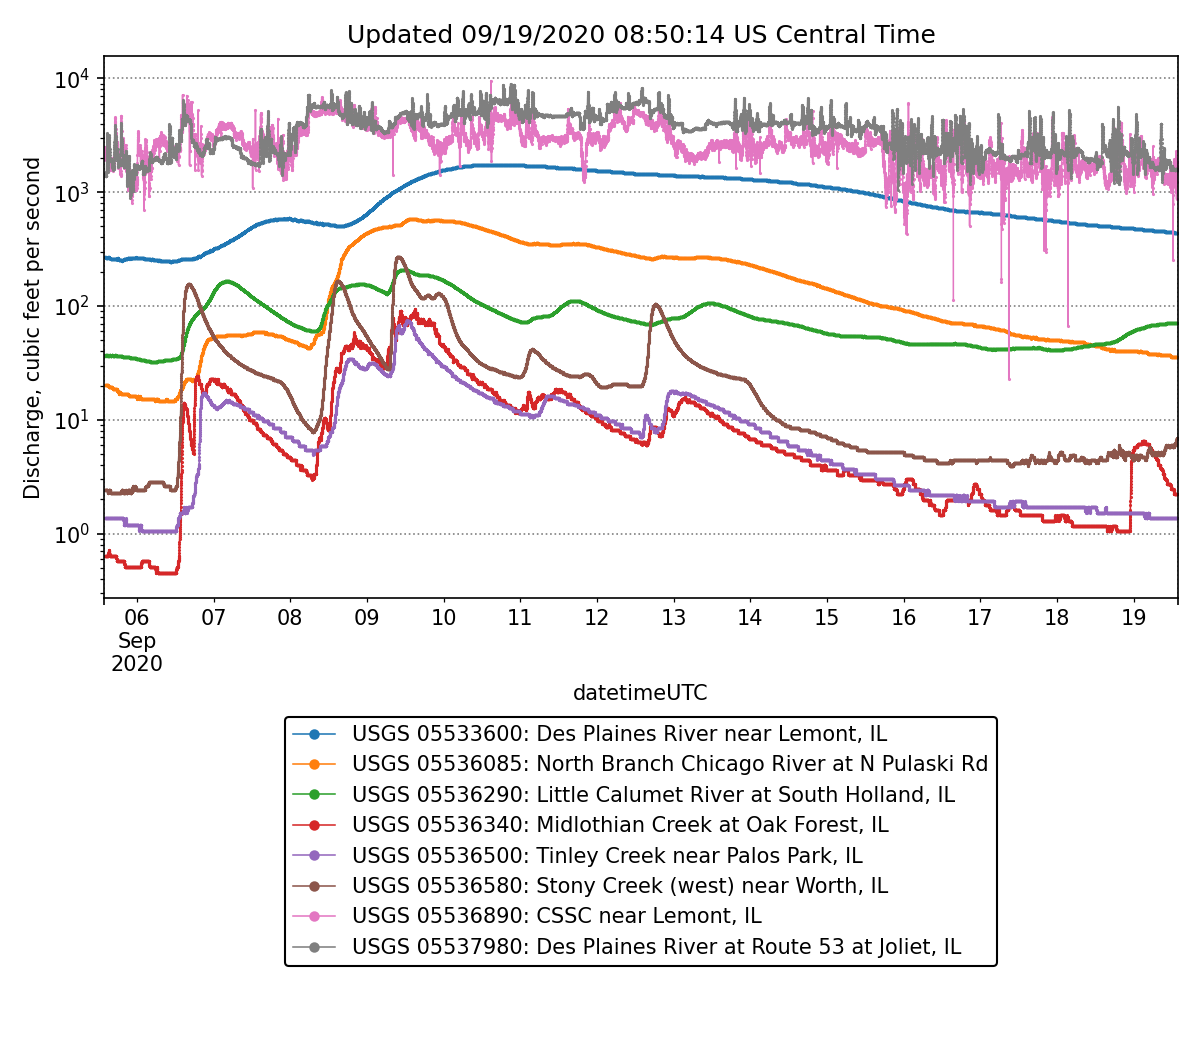 Updated 09/19/2020 08:50:14 US Central Time
Discharge, cubic feet per second
10^4
10^3
10^2
10^1
10^0
06 07 08 09 10 11 12 13 14 15 16 17 18 19
Sep
2020
datetimeUTC
USGS 05533600: Des Plaines River near Lemont, IL
USGS 05536085: North Branch Chicago River at N Pulaski Rd
USGS 05536290: Little Calumet River at South Holland, IL
USGS 05536340: Midlothian Creek at Oak Forest, IL
USGS 05536500: Tinley Creek near Palos Park, IL
USGS 05536580: Stony Creek (west) near Worth, IL
USGS 05536890: CSSC near Lemont, IL
USGS 05537980: Des Plaines River at Route 53 at Joliet, IL